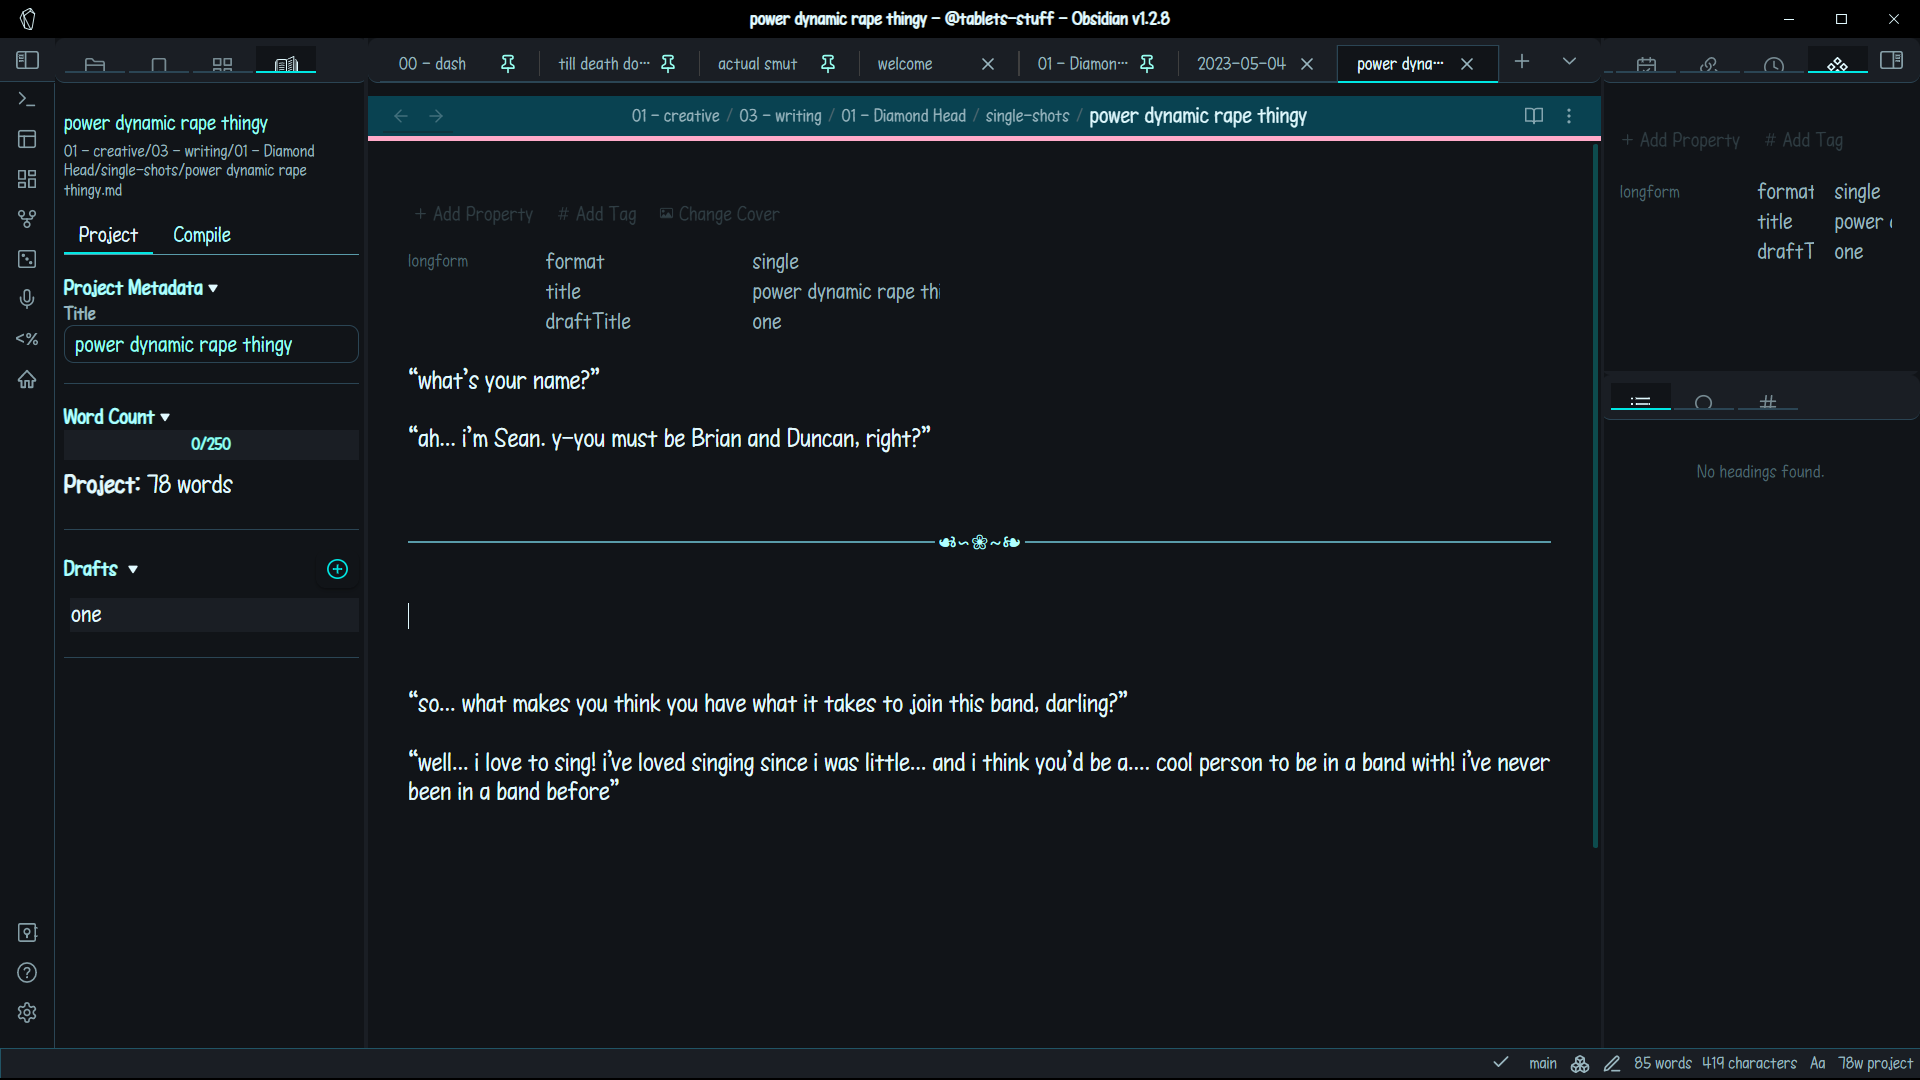 power dynamic rape thingy - @tablets-stuff - Obsidian v1.2.8
00 - dash
till death do...
actual smut
welcome
01 - Diamon...
2023-05-04
power dyna...
01 - creative / 03 - writing / 01 - Diamond Head / single-shots / power dynamic rape thingy
power dynamic rape thingy
01 - creative/03 - writing/01 - Diamond
Head/single-shots/power dynamic rape
thingy.md
Project
Compile
Project Metadata
Title
power dynamic rape thingy
Word Count
0/250
Project: 78 words
Drafts
one
<%
+ Add Property
# Add Tag
Change Cover
longform
format
single
title
power dynamic rape thi
draftTitle
one
“what’s your name?”
“ah... i’m Sean. y-you must be Brian and Duncan, right?”
“so... what makes you think you have what it takes to join this band, darling?”
“well... i love to sing! i’ve loved singing since i was little... and i think you’d be a.... cool person to be in a band with! i’ve never
been in a band before”
+ Add Property
# Add Tag
longform
format
single
title
power
draftT
one
No headings found.
main
85 words
419 characters
Aa
78w project